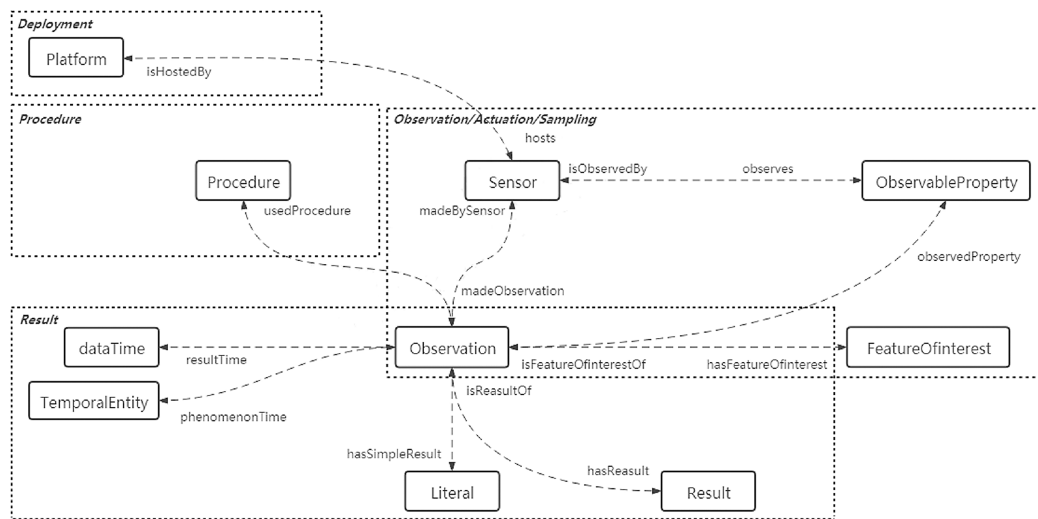 Deployment
Platform
isHostedBy
Procedure
Observation/Actuation/Sampling
hosts
Procedure
Sensor
isObservedBy
observes
ObservableProperty
usedProcedure
madeBySensor
observedProperty
madeObservation
Result
dataTime
resultTime
Observation
isFeatureOfinterestOf
hasFeatureOfinterest
FeatureOfinterest
TemporalEntity
phenomenonTime
isReasultOf
hasSimpleResult
hasReasult
Literal
Result